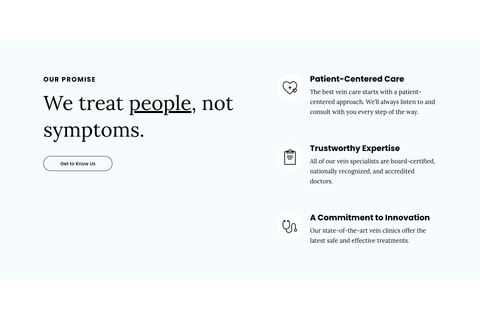 OUR PROMISE
We treat people, not
symptoms.
Get to Know Us
Patient-Centered Care
The best vein care starts with a patient-
centered approach. We'll always listen to and
consult with you every step of the way.
Trustworthy Expertise
All of our vein specialists are board-certified,
nationally recognized, and accredited
doctors.
A Commitment to Innovation
Our state-of-the-art vein clinics offer the
latest safe and effective treatments.